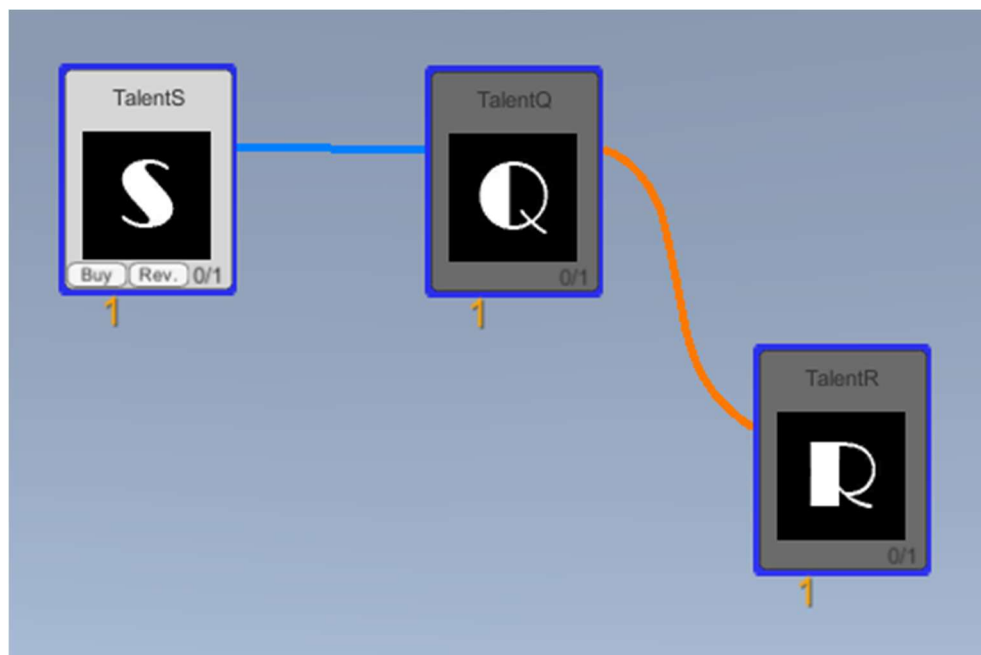 TalentS
S
Buy Rev. 0/1
1
TalentQ
Q
0/1
1
TalentR
R
0/1
1